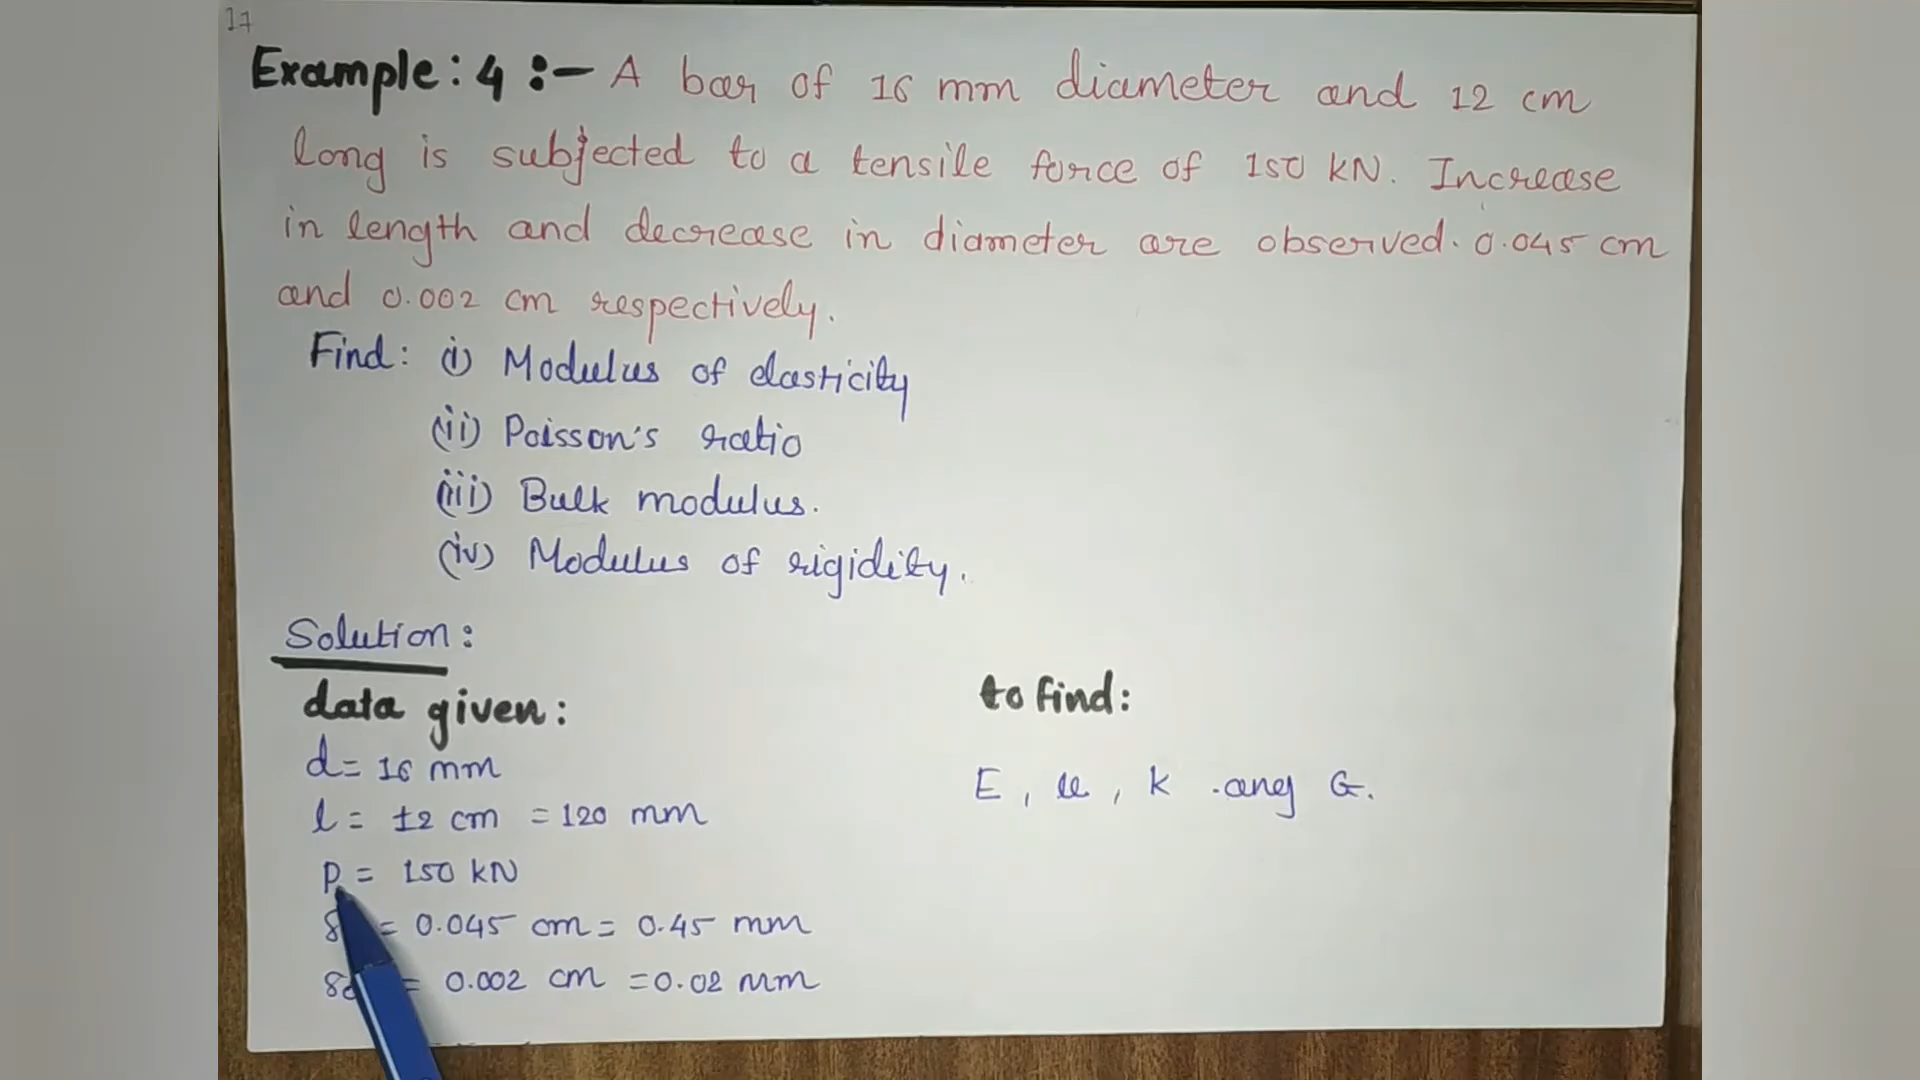 17
Example: 4 :- A bar of 16 mm diameter and 12 cm
long is subjected to a tensile force of 150 kN. Increase
in length and decrease in diameter are observed. 0.045 cm
and 0.002 cm respectively.
Find: (i) Modulus of elasticity
(ii) Poisson's ratio
(iii) Bulk modulus.
(iv) Modulus of rigidity.
Solution:
data given:
d= 16 mm
l= 12 cm = 120 mm
P= 150 kN
= 0.045 cm = 0.45 mm
= 0.002 cm = 0.02 mm
to find:
E, u, k. and G.